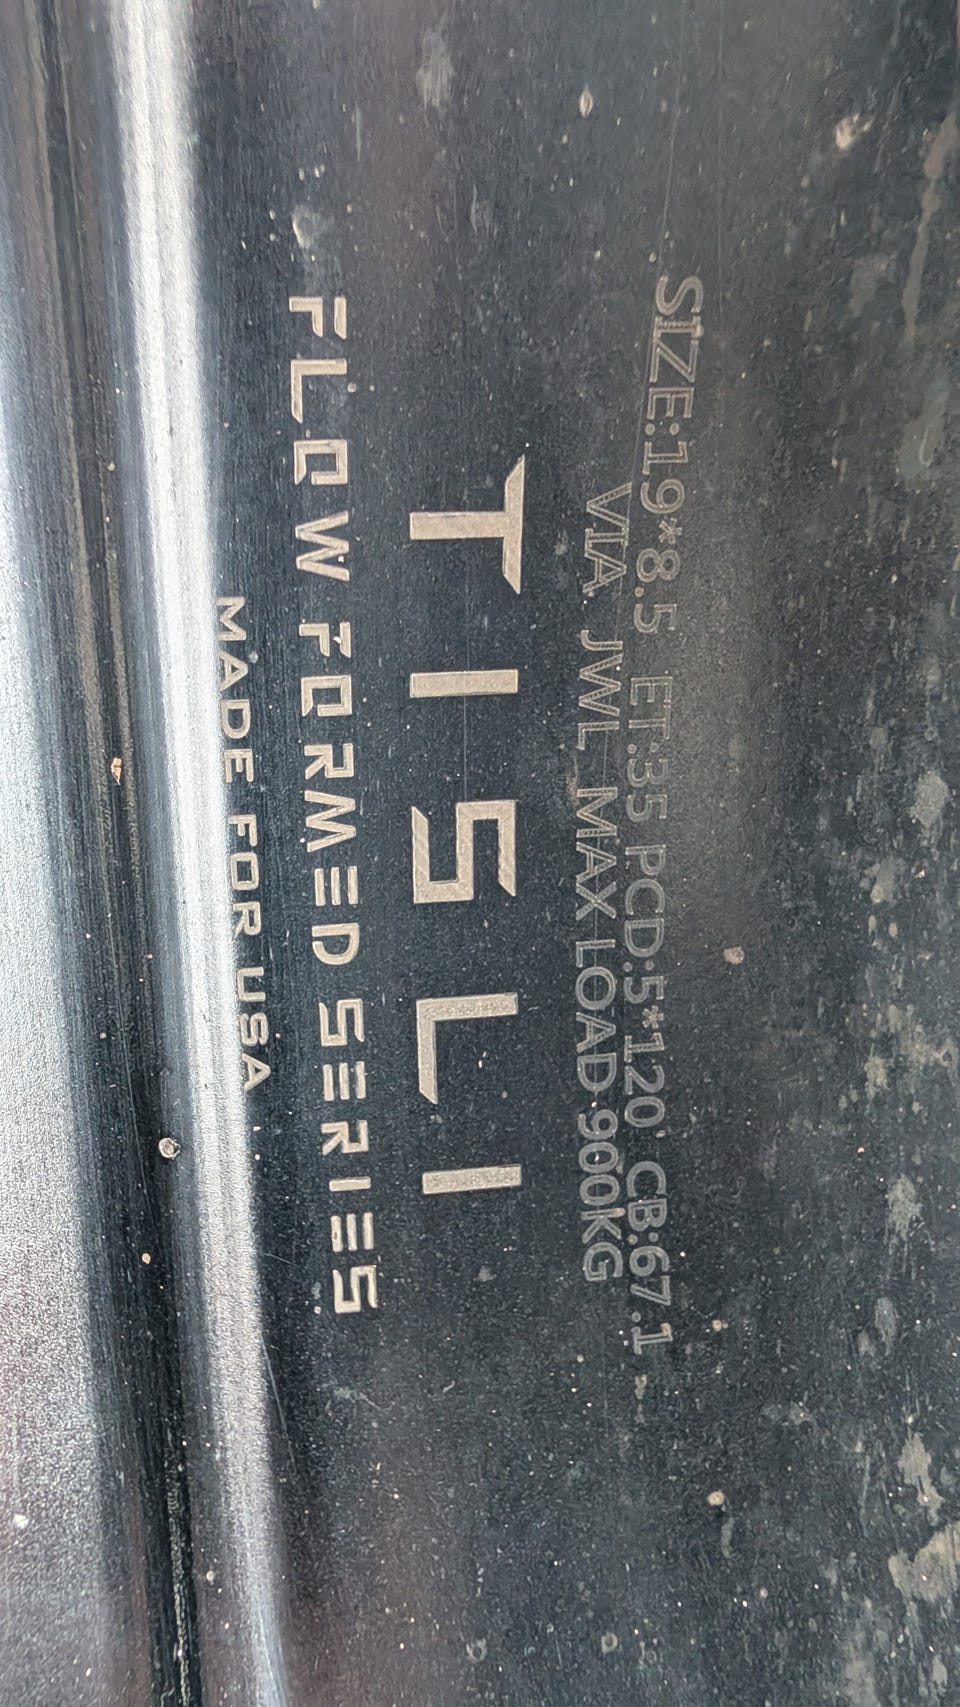 SIZE:19*8.5 ET:35 PCD:5*120 CB:67.1
VIA JWL MAX LOAD 900KG
TISLI
FLOW FORMED SERIES
MADE FOR USA